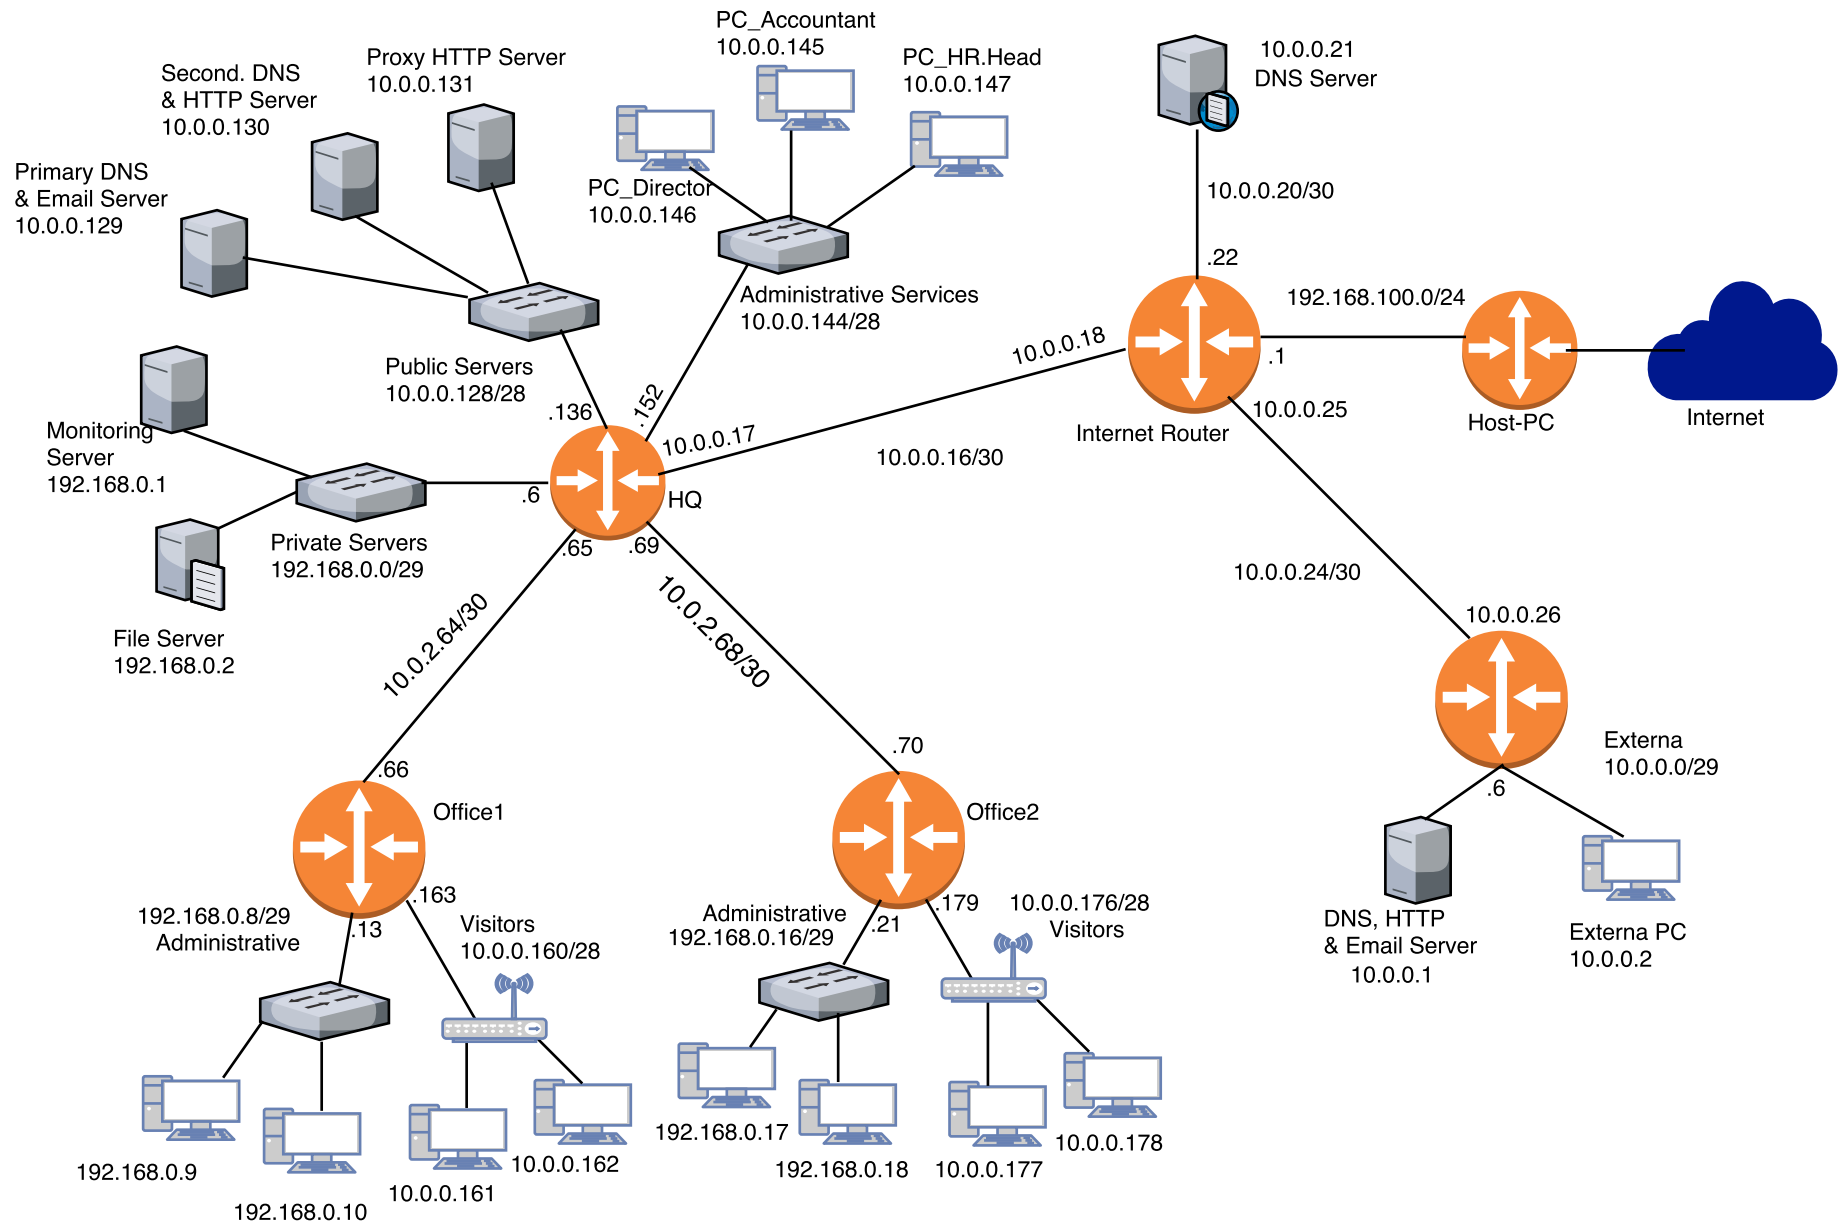 PC_Accountant
10.0.0.145
PC_HR.Head
10.0.0.147
Proxy HTTP Server
10.0.0.131
Second. DNS
& HTTP Server
10.0.0.130
Primary DNS
& Email Server
10.0.0.129
PC_Director
10.0.0.146
10.0.0.21
DNS Server
10.0.0.20/30
.22
Administrative Services
10.0.0.144/28
192.168.100.0/24
10.0.0.18
.1
Public Servers
10.0.0.128/28
.136
.152
10.0.0.17
10.0.0.16/30
10.0.0.25
Internet Router
Host-PC
Internet
Monitoring
Server
192.168.0.1
.6
HQ
Private Servers
192.168.0.0/29
.65
.69
File Server
192.168.0.2
10.0.2.64/30
10.0.2.68/30
10.0.0.24/30
10.0.0.26
.66
Office1
.70
Office2
Externa
10.0.0.0/29
.6
192.168.0.8/29
Administrative
.13
.163
Visitors
10.0.0.160/28
Administrative
192.168.0.16/29
.21
.179
10.0.0.176/28
Visitors
DNS, HTTP
& Email Server
10.0.0.1
Externa PC
10.0.0.2
192.168.0.9
192.168.0.10
10.0.0.161
10.0.0.162
192.168.0.17
192.168.0.18
10.0.0.177
10.0.0.178